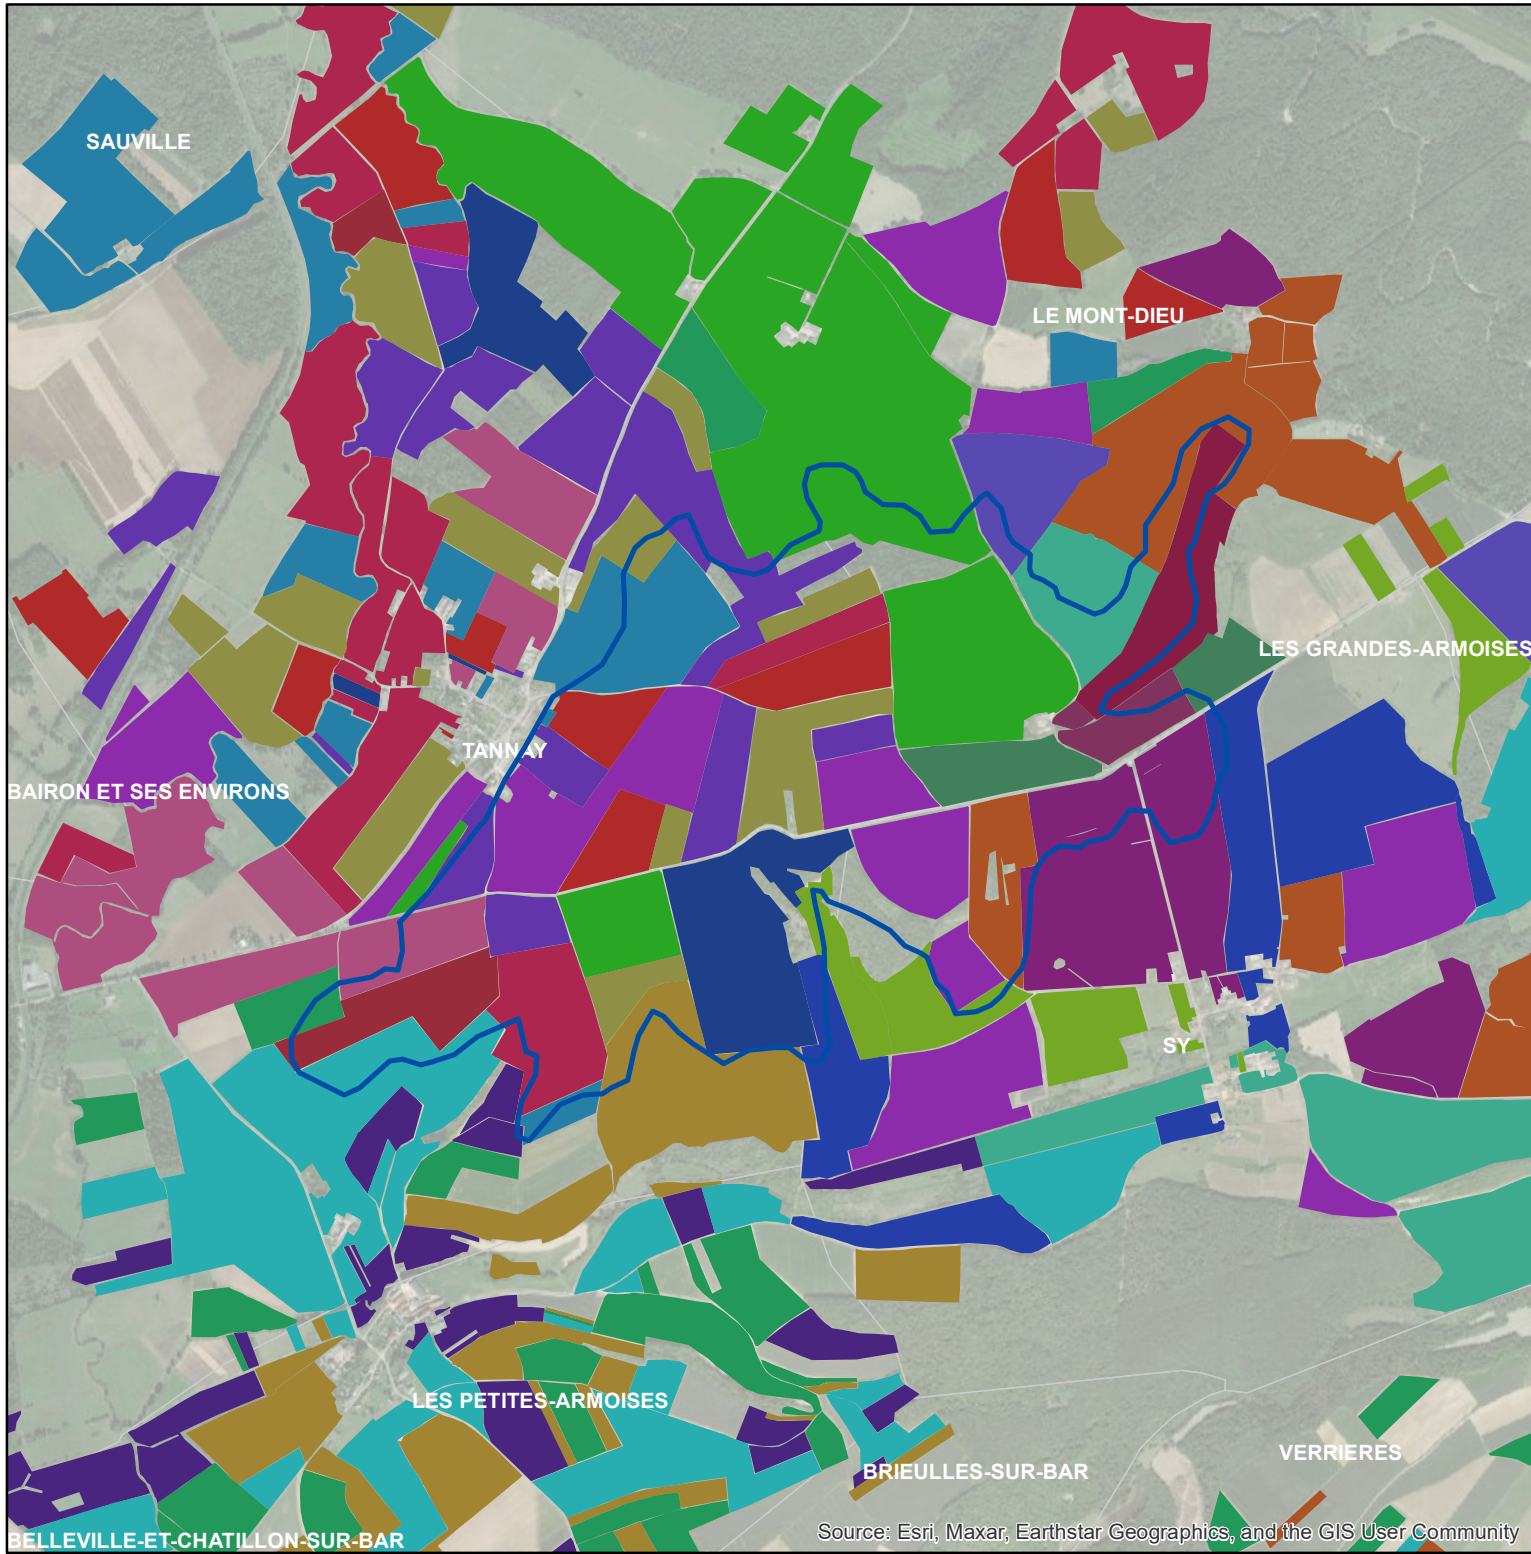 SAUVILLE
LE MONT-DIEU
LES GRANDES-ARMOISES
TANNAY
BAIRON ET SES ENVIRONS
SY
LES PETITES-ARMOISES
VERRIERES
BRIEULLES-SUR-BAR
BELLEVILLE-ET-CHATILLON-SUR-BAR
Source: Esri, Maxar, Earthstar Geographics, and the GIS User Community